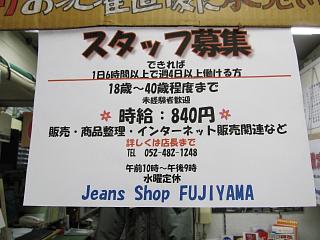 スタッフ募集
できれば
1日6時間以上で週4日以上働ける方
18歳～40歳程度まで
未経験者歓迎
時給：840円
販売・商品整理・インターネット販売関連など
詳しくは店長まで
TEL 052-482-1248
午前10時～午後9時
水曜定休
Jeans Shop FUJIYAMA